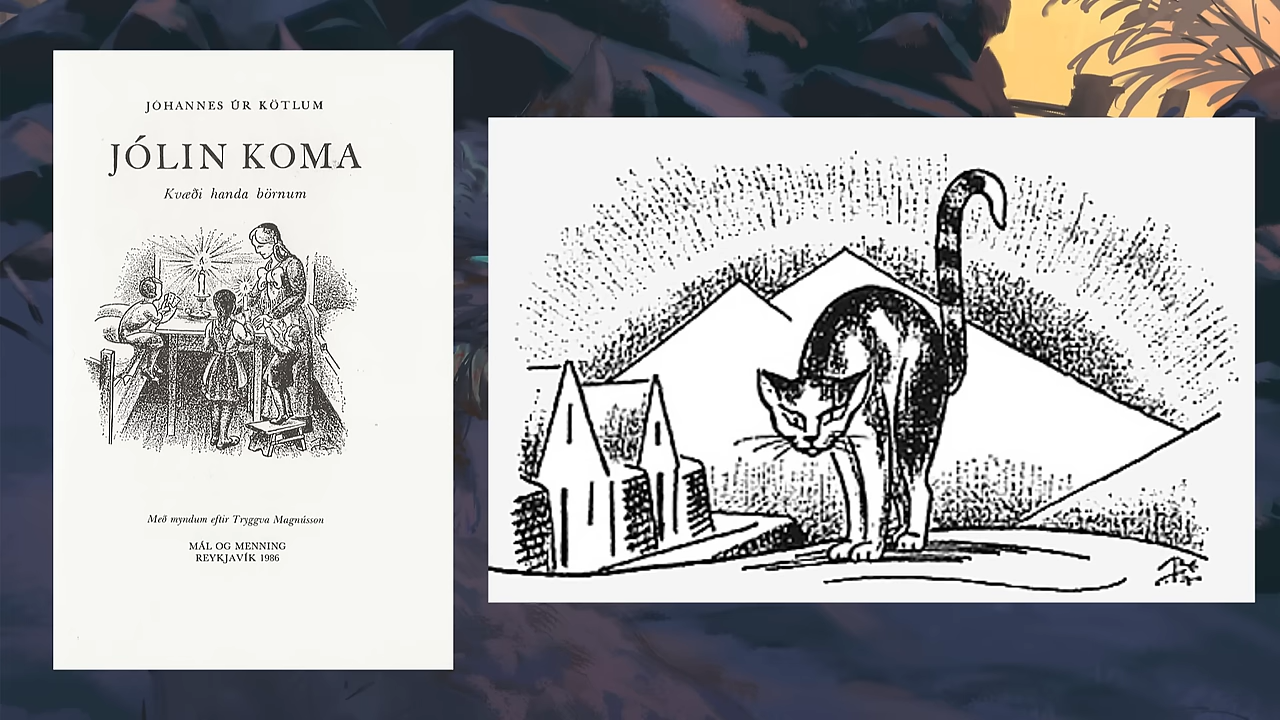 JÓHANNES ÚR KÖTLUM
JÓLIN KOMA
Kvæði handa börnum
Með myndum eftir Tryggva Magnússon
MÁL OG MENNING
REYKJAVÍK 1986